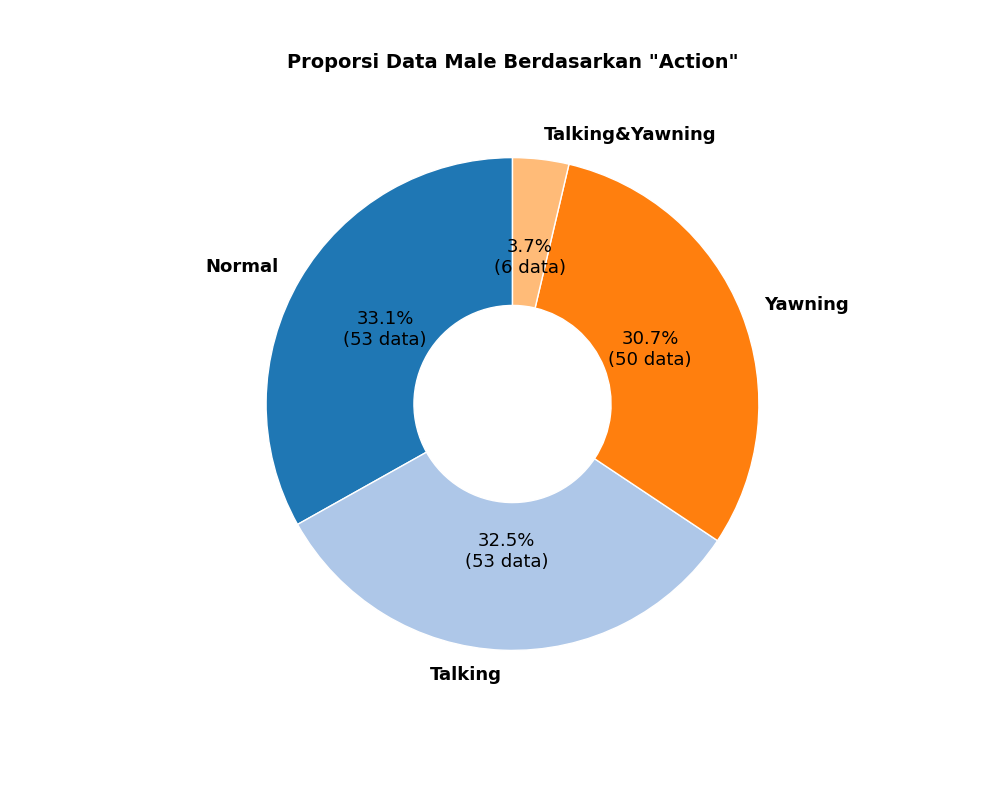 Proporsi Data Male Berdasarkan "Action"
Talking&Yawning
3.7%
(6 data)
Normal
33.1%
(53 data)
Yawning
30.7%
(50 data)
32.5%
(53 data)
Talking